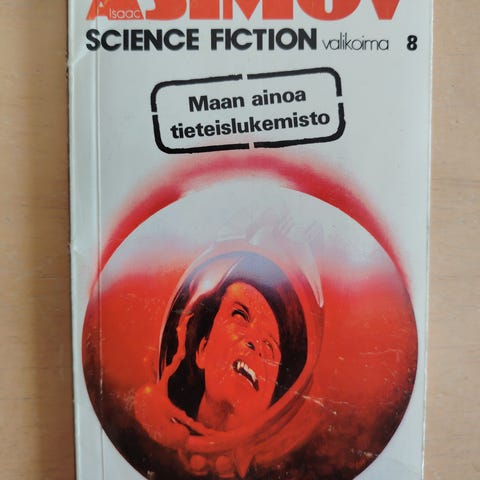 Isaac
ASIMOV
SCIENCE FICTION valikoima 8
Maan ainoa
tieteislukemisto